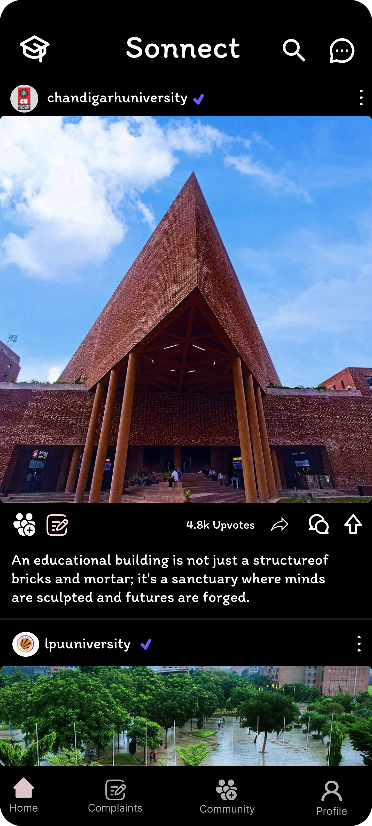 Sonnect
chandigarhuniversity
4.8k Upvotes
An educational building is not just a structureof
bricks and mortar; it's a sanctuary where minds
are sculpted and futures are forged.
lpuuniversity
Home
Complaints
Community
Profile